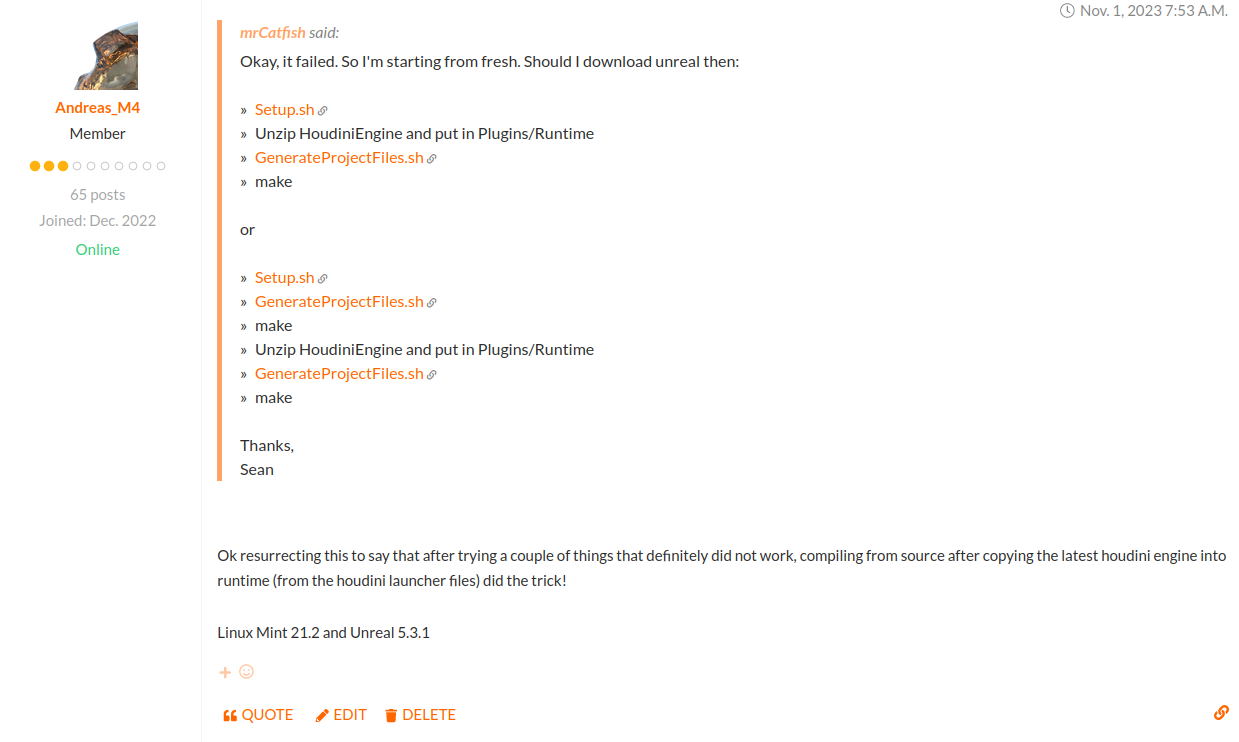 Nov. 1, 2023 7:53 A.M.
Andreas_M4
Member
65 posts
Joined: Dec. 2022
Online
mrCatfish said:
Okay, it failed. So I'm starting from fresh. Should I download unreal then:
» Setup.sh
» Unzip HoudiniEngine and put in Plugins/Runtime
» GenerateProjectFiles.sh
» make
or
» Setup.sh
» GenerateProjectFiles.sh
» make
» Unzip HoudiniEngine and put in Plugins/Runtime
» GenerateProjectFiles.sh
» make
Thanks,
Sean
Ok resurrecting this to say that after trying a couple of things that definitely did not work, compiling from source after copying the latest houdini engine into
runtime (from the houdini launcher files) did the trick!
Linux Mint 21.2 and Unreal 5.3.1
QUOTE EDIT DELETE